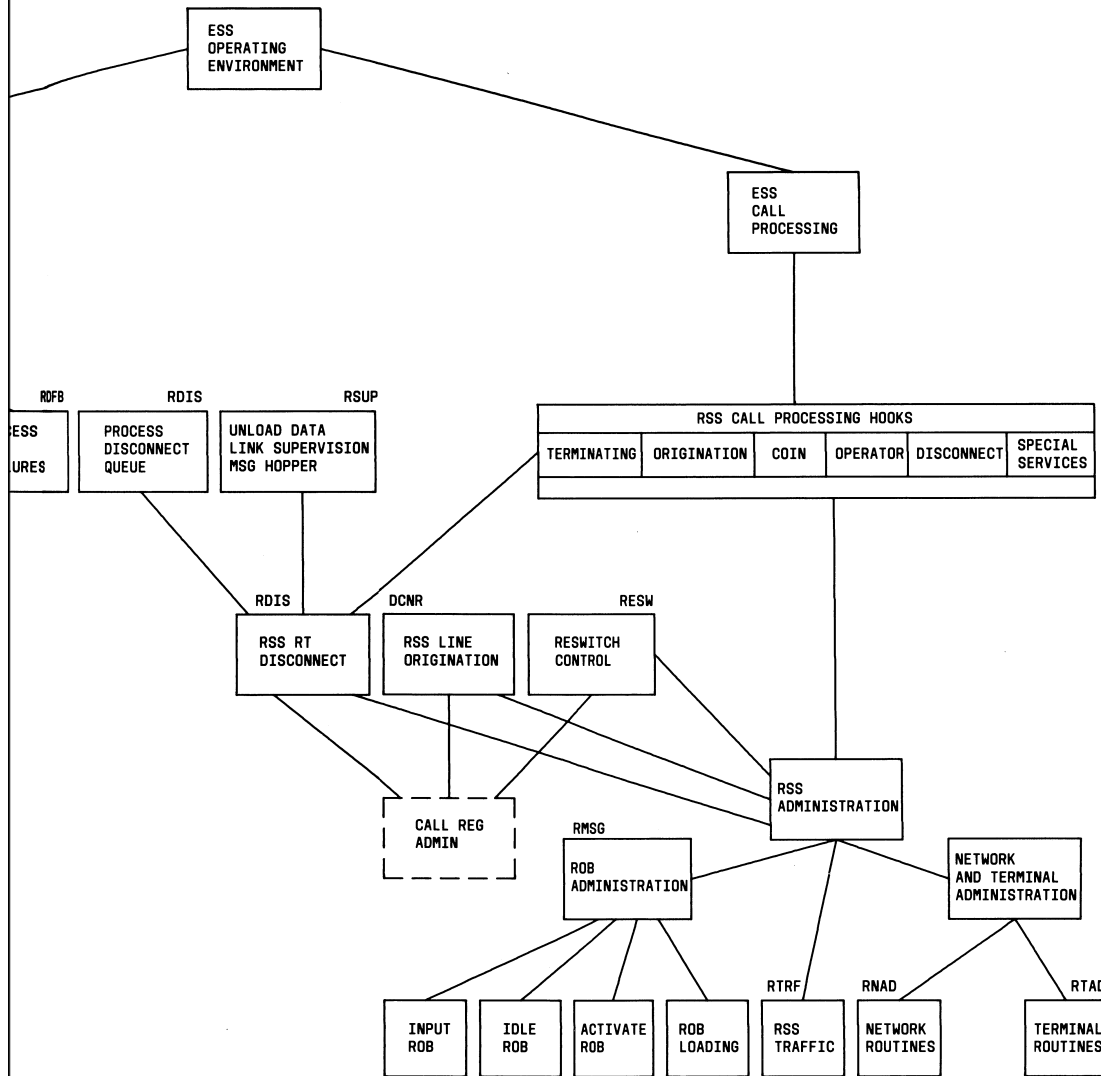 ESS
OPERATING
ENVIRONMENT
ESS
CALL
PROCESSING
RDFB
RDIS
RSUP
CESS
LURES
PROCESS
DISCONNECT
QUEUE
UNLOAD DATA
LINK SUPERVISION
MSG HOPPER
RSS CALL PROCESSING HOOKS
TERMINATING
ORIGINATION
COIN
OPERATOR
DISCONNECT
SPECIAL
SERVICES
RDIS
DCNR
RESW
RSS RT
DISCONNECT
RSS LINE
ORIGINATION
RESWITCH
CONTROL
CALL REG
ADMIN
RSS
ADMINISTRATION
RMSG
ROB
ADMINISTRATION
NETWORK
AND TERMINAL
ADMINISTRATION
RTRF
RNAD
RTAD
INPUT
ROB
IDLE
ROB
ACTIVATE
ROB
ROB
LOADING
RSS
TRAFFIC
NETWORK
ROUTINES
TERMINAL
ROUTINES